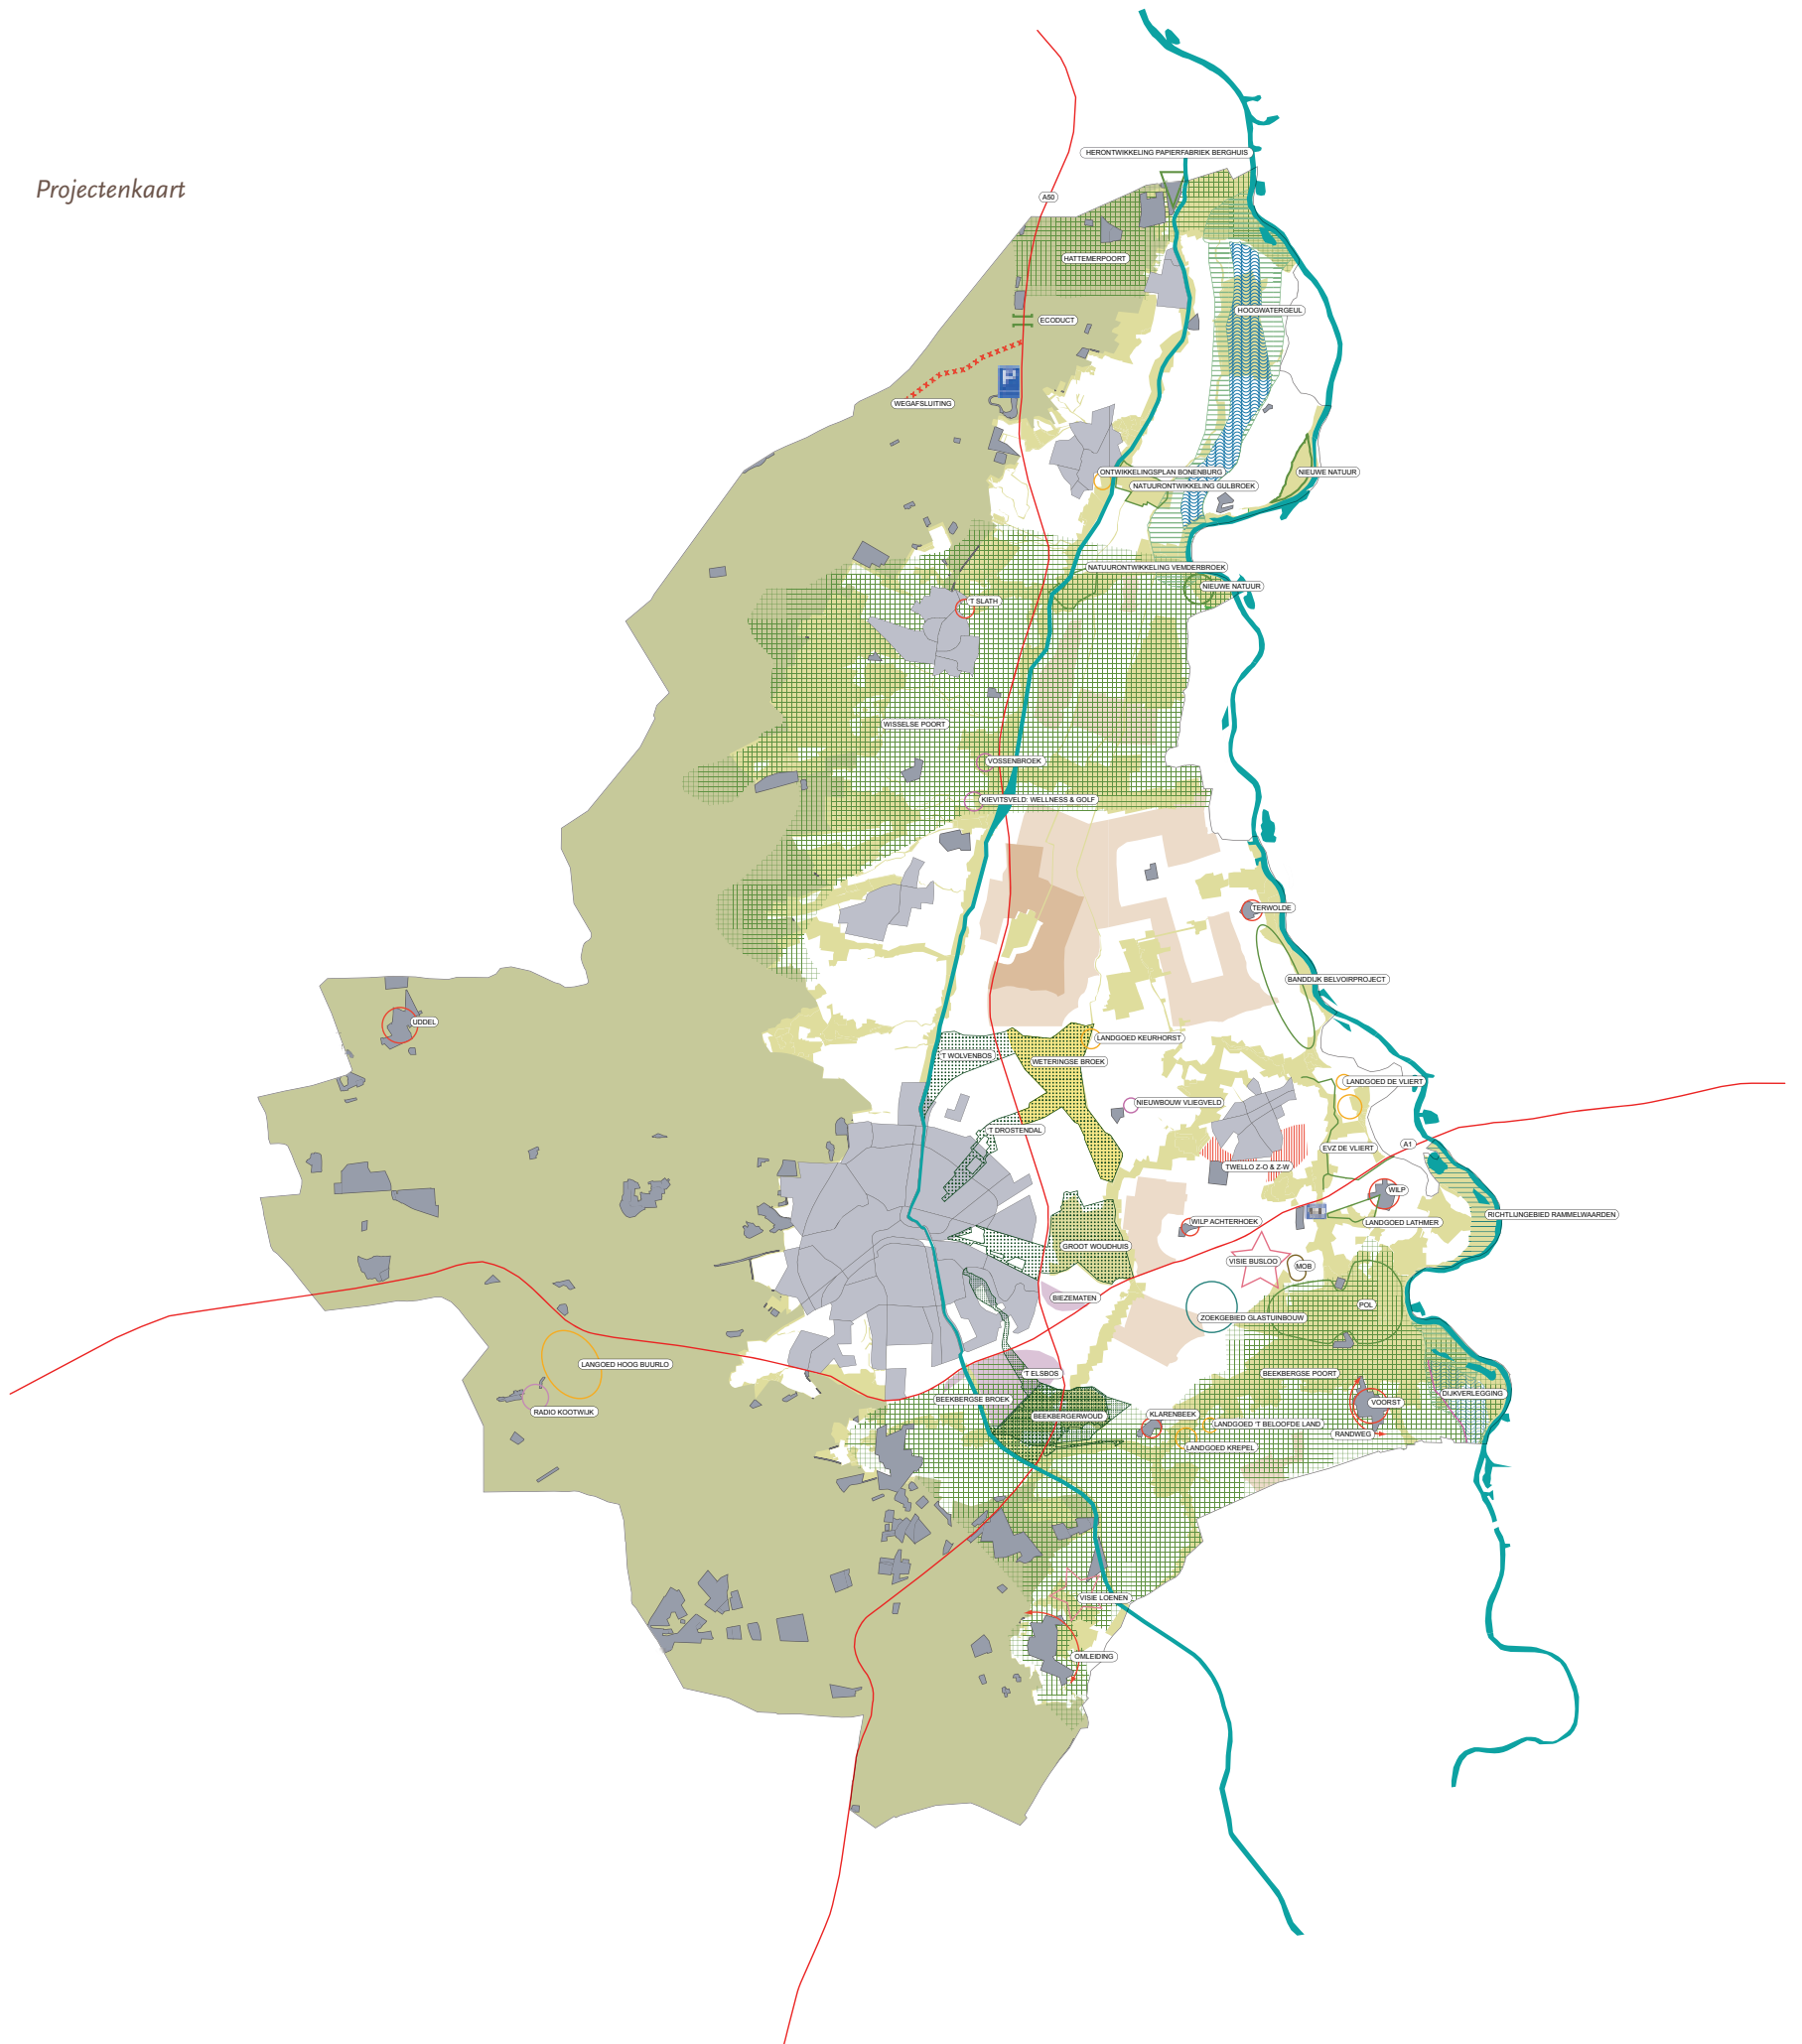 Projectenkaart
HERONTWIKKELING PAPIERFABRIEK BERGHUIS
A50
HATTEMERPOORT
HOOGWATERGEUL
ECODUCT
P
WEGAFSLUITING
ONTWIKKELINGSPLAN BONENBURG
NIEUWE NATUUR
NATUURONTWIKKELING GULBROEK
NATUURONTWIKKELING VEMDERBROEK
NIEUWE NATUUR
'T SLATH
WISSELSE POORT
VOSSENBROEK
KIEVITSVELD: WELLNESS & GOLF
TERWOLDE
BANDIJK BELVOIRPROJECT
UDDEL
LANDGOED KEURHORST
'T WOLVENBOS
WETERINGSE BROEK
LANDGOED DE VLIERT
NIEUWBOUW VLIEGVELD
'T DROSTENDAL
A1
EVZ DE VLIERT
TWELLO Z-O & Z-W
WILP
RICHTLIJNGEBIED RAMMELWAARDEN
WILP ACHTERHOEK
LANDGOED LATHMER
GROOT WOUDHUIS
VISIE BUSLOO
MOB
BIEZEMATEN
POL
ZOEKGEBIED GLASTUINBOUW
LANGOED HOOG BUURLO
'T ELSBOS
BEEKBERGSE POORT
DIJKVERLEGGING
BEEKBERGSE BROEK
VOORST
RADIO KOOTWIJK
BEEKBERGERWOUD
KLARENBEEK
LANDGOED 'T BELOOFDE LAND
RANDWEG
LANDGOED KREPEL
VISIE LOENEN
OMLEIDING